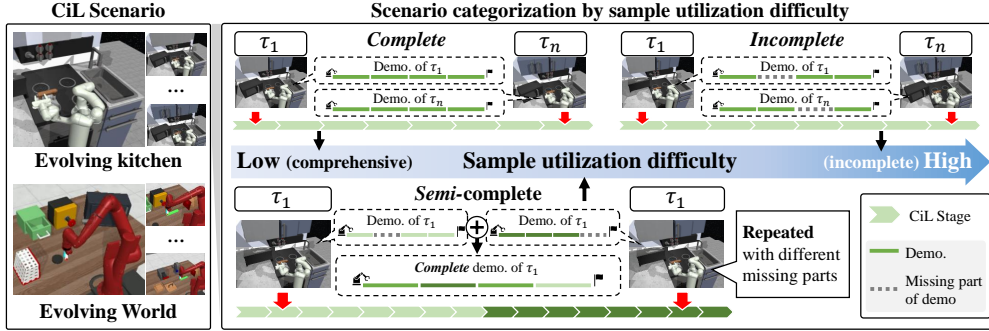 CiL Scenario
...
Evolving kitchen
...
Evolving World
Scenario categorization by sample utilization difficulty
τ1
Complete
τn
Demo. of τ1
Demo. of τn
τ1
Incomplete
τn
Demo. of τ1
Demo. of τn
Low (comprehensive)
Sample utilization difficulty
(incomplete) High
τ1
Semi-complete
τ1
Demo. of τ1
Demo. of τ1
Complete demo. of τ1
Repeated
with different
missing parts
CiL Stage
Demo.
Missing part
of demo